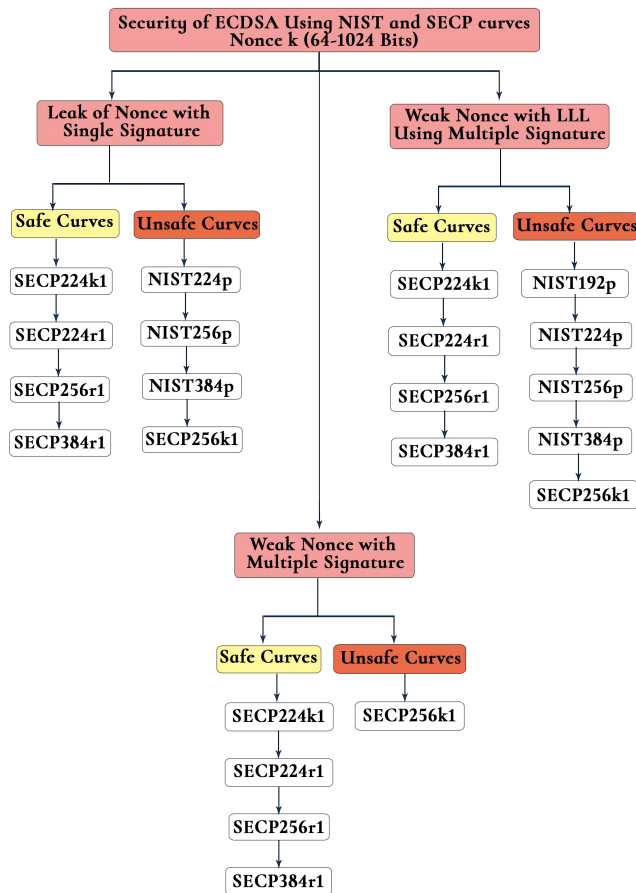 Security of ECDSA Using NIST and SECP curves
Nonce k (64-1024 Bits)
Leak of Nonce with
Single Signature
Safe Curves
Unsafe Curves
SECP224k1
SECP224r1
SECP256r1
SECP384r1
NIST224p
NIST256p
NIST384p
SECP256k1
Weak Nonce with LLL
Using Multiple Signature
Safe Curves
Unsafe Curves
SECP224k1
SECP224r1
SECP256r1
SECP384r1
NIST192p
NIST224p
NIST256p
NIST384p
SECP256k1
Weak Nonce with
Multiple Signature
Safe Curves
Unsafe Curves
SECP224k1
SECP224r1
SECP256r1
SECP384r1
SECP256k1